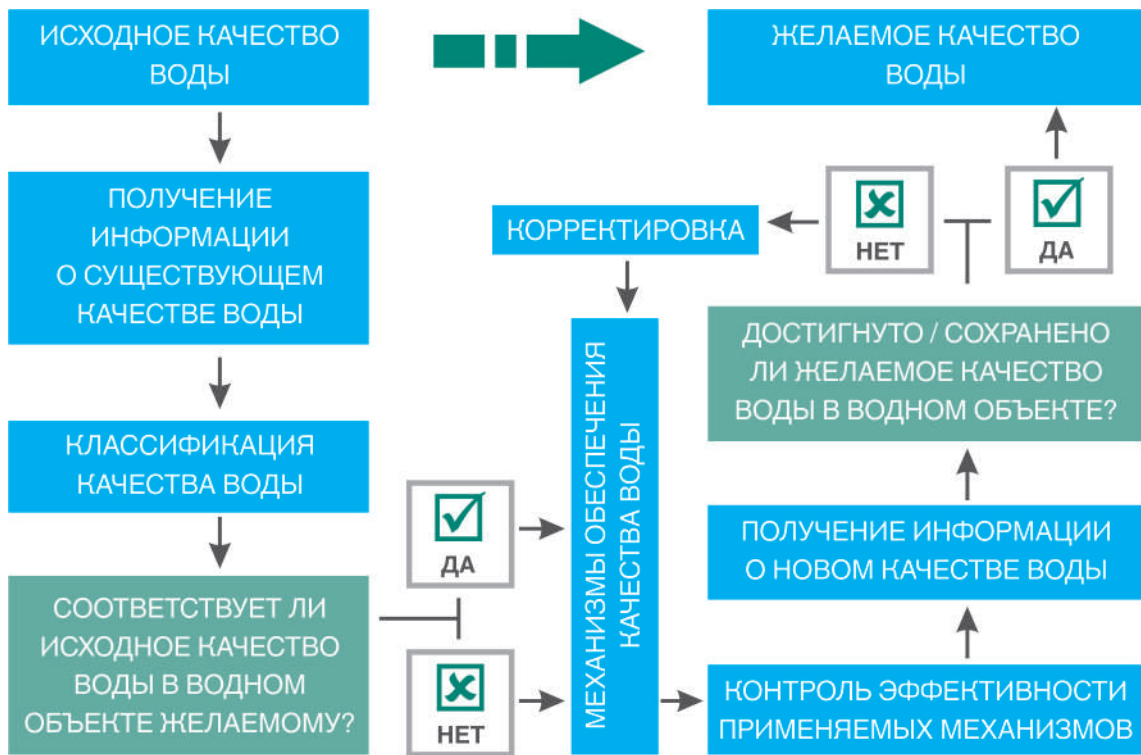 ИСХОДНОЕ КАЧЕСТВО
ВОДЫ
ЖЕЛАЕМОЕ КАЧЕСТВО
ВОДЫ
ПОЛУЧЕНИЕ
ИНФОРМАЦИИ
О СУЩЕСТВУЮЩЕМ
КАЧЕСТВЕ ВОДЫ
КЛАССИФИКАЦИЯ
КАЧЕСТВА ВОДЫ
СООТВЕТСТВУЕТ ЛИ
ИСХОДНОЕ КАЧЕСТВО
ВОДЫ В ВОДНОМ
ОБЪЕКТЕ ЖЕЛАЕМОМУ?
ДА
НЕТ
КОРРЕКТИРОВКА
МЕХАНИЗМЫ ОБЕСПЕЧЕНИЯ
КАЧЕСТВА ВОДЫ
КОНТРОЛЬ ЭФФЕКТИВНОСТИ
ПРИМЕНЯЕМЫХ МЕХАНИЗМОВ
ПОЛУЧЕНИЕ ИНФОРМАЦИИ
О НОВОМ КАЧЕСТВЕ ВОДЫ
ДОСТИГНУТО / СОХРАНЕНО
ЛИ ЖЕЛАЕМОЕ КАЧЕСТВО
ВОДЫ В ВОДНОМ ОБЪЕКТЕ?
НЕТ
ДА